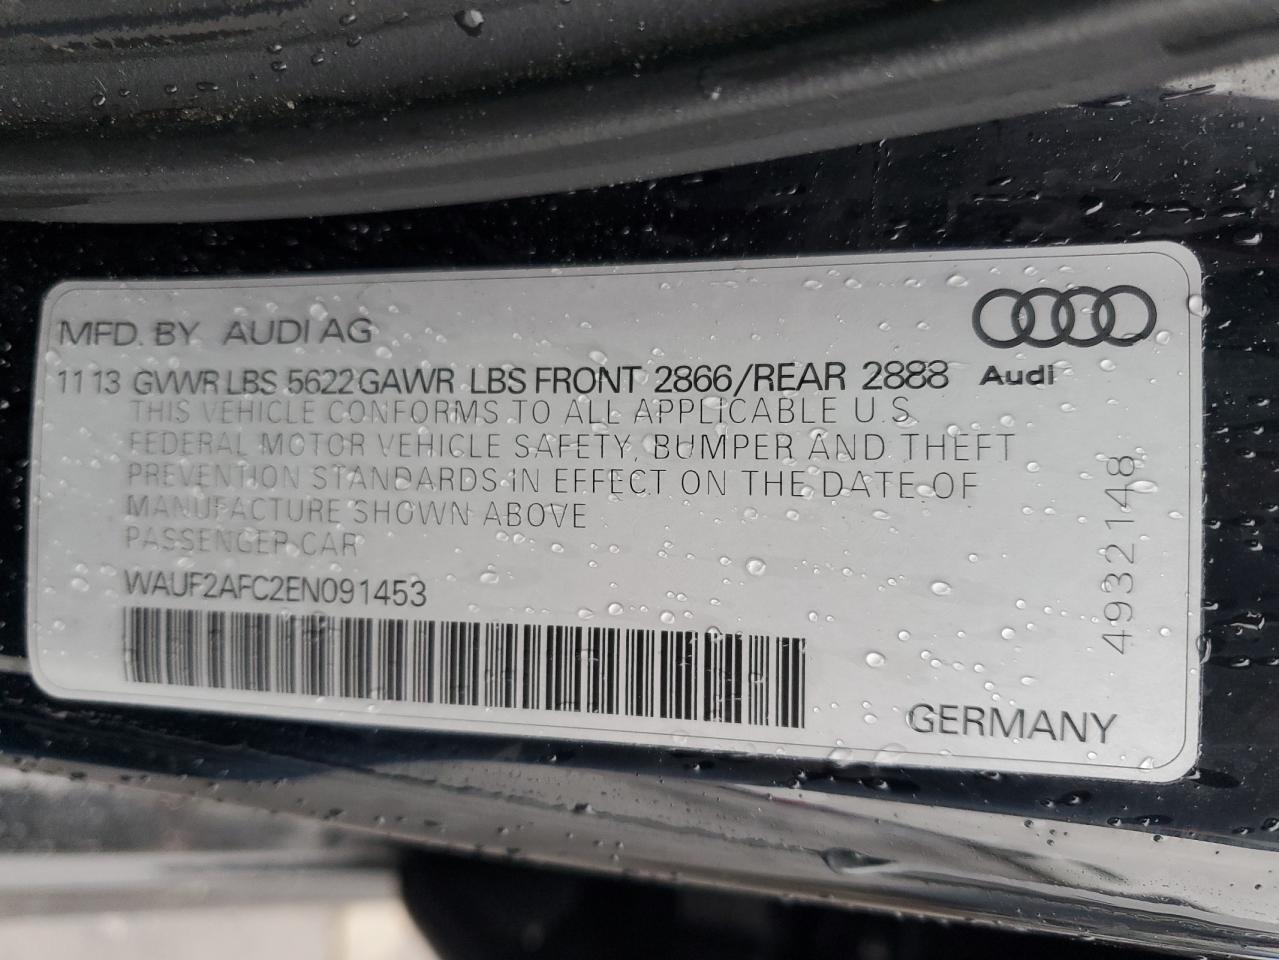 MFD. BY AUDI AG
11 13 GVWR LBS 5622 GAWR LBS FRONT 2866/REAR 2888
Audi
THIS VEHICLE CONFORMS TO ALL APPLICABLE U.S.
FEDERAL MOTOR VEHICLE SAFETY, BUMPER AND THEFT
PREVENTION STANDARDS IN EFFECT ON THE DATE OF
MANUFACTURE SHOWN ABOVE
PASSENGER CAR
WAUF2AFC2EN091453
4932148
GERMANY